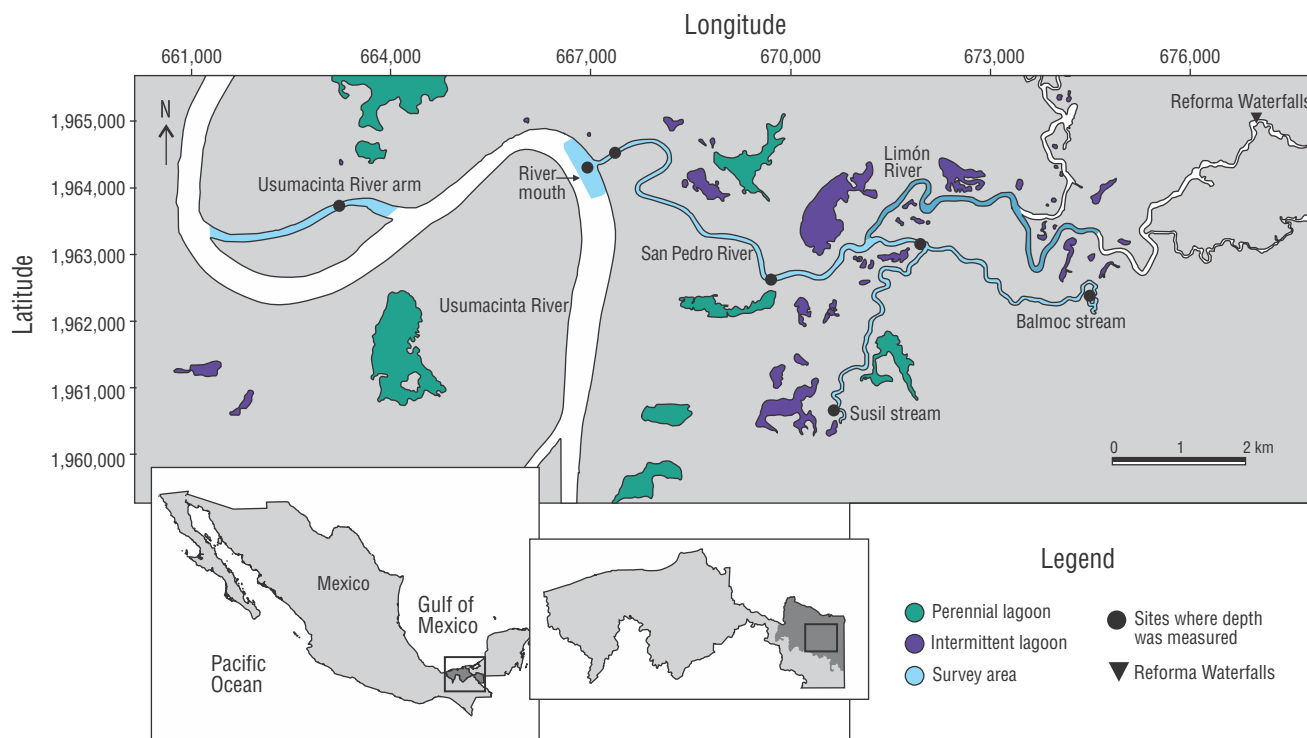 Longitude
661,000 664,000 667,000 670,000 673,000 676,000
Reforma Waterfalls
N
1,965,000
1,964,000
1,963,000
1,962,000
1,961,000
1,960,000
Latitude
Usumacinta River arm
River
mouth
Limón
River
San Pedro River
Usumacinta River
Balmoc stream
Susil stream
0 1 2 km
Mexico
Gulf of
Mexico
Pacific
Ocean
Legend
Perennial lagoon
Intermittent lagoon
Survey area
Sites where depth
was measured
Reforma Waterfalls